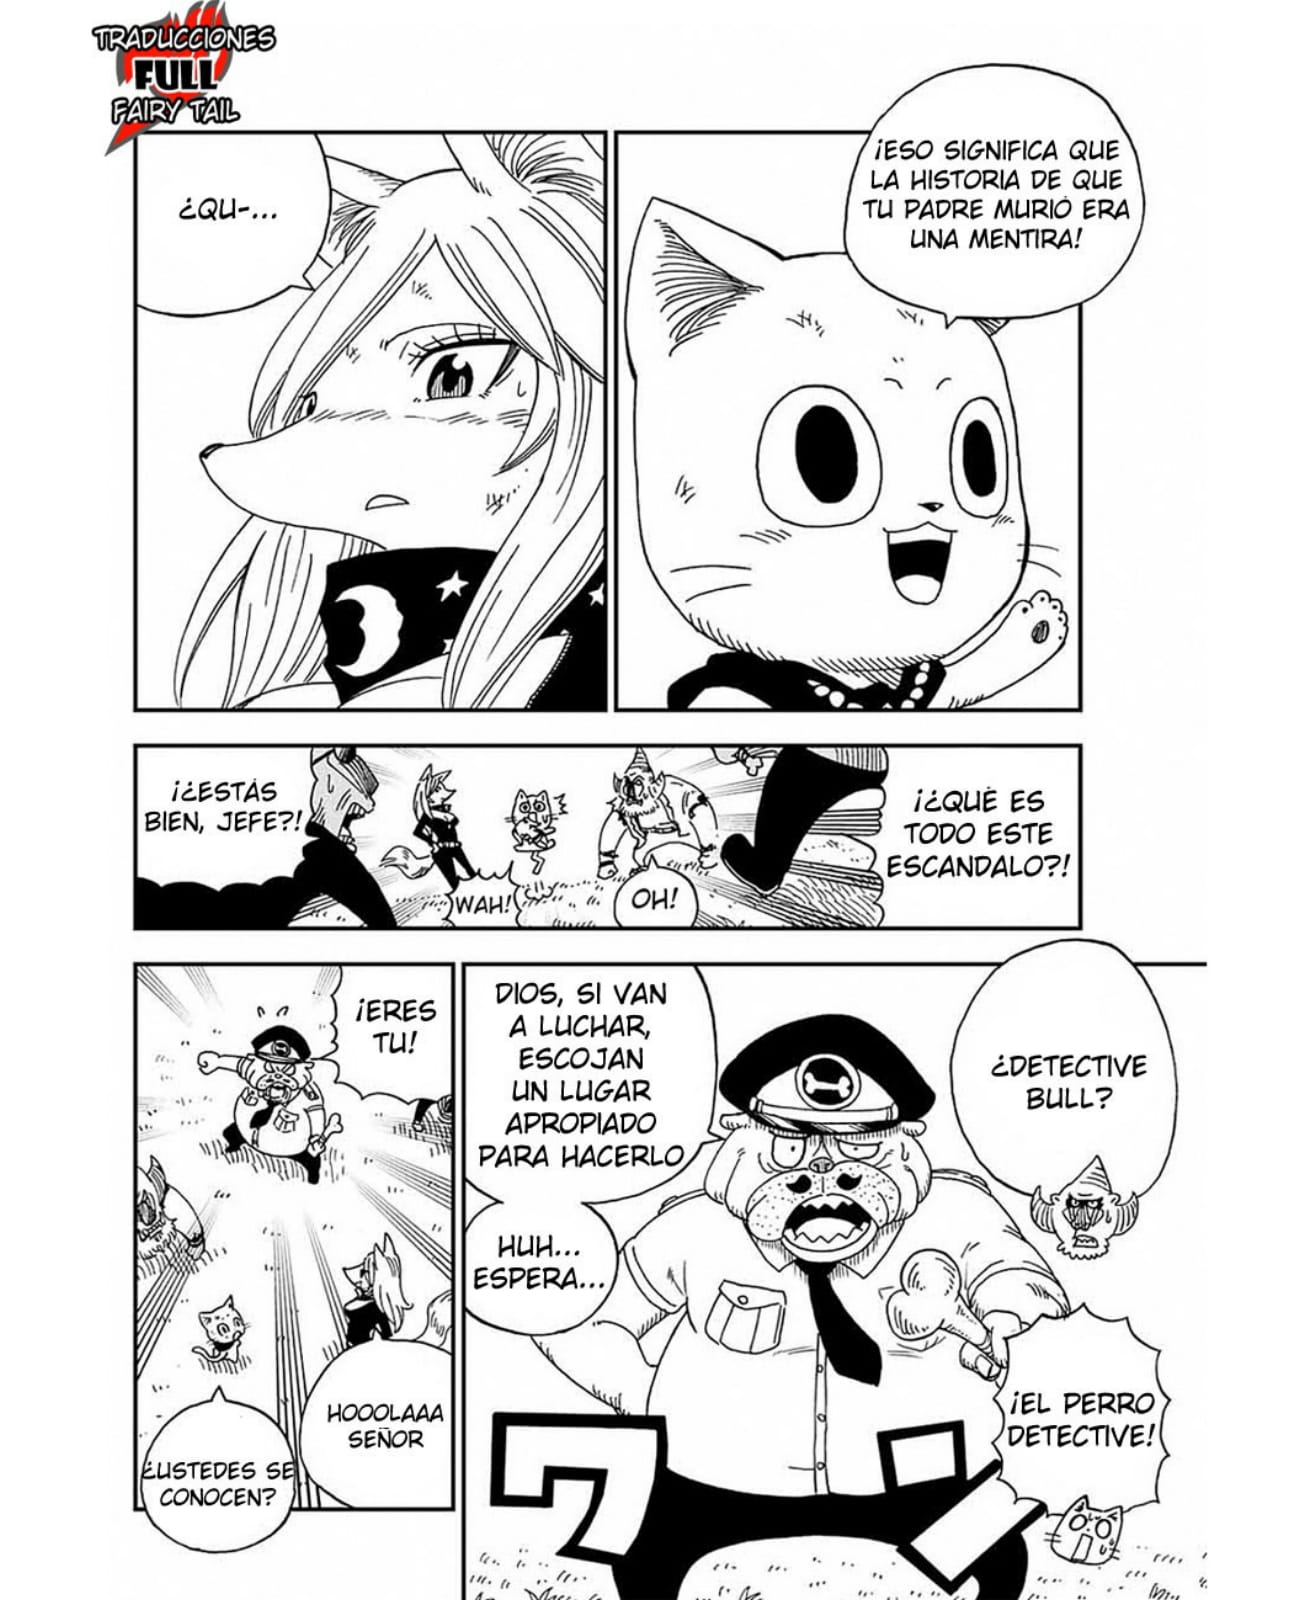 TRADUCCIONES
FULL
FAIRY TAIL
¡ESO SIGNIFICA QUE
LA HISTORIA DE QUE
TU PADRE MURIÓ ERA
UNA MENTIRA!
¿QU-...
¡¿QUÉ ES
TODO ESTE
ESCANDALO?!
OH!
WAH!
¡¿ESTÁS
BIEN, JEFE?!
¿DETECTIVE
BULL?
DIOS, SI VAN
A LUCHAR,
ESCOJAN
UN LUGAR
APROPIADO
PARA HACERLO
HUH...
ESPERA...
¡EL PERRO
DETECTIVE!
ワン
¡ERES
TU!
HOOOLAAA
SEÑOR
¿USTEDES SE
CONOCEN?